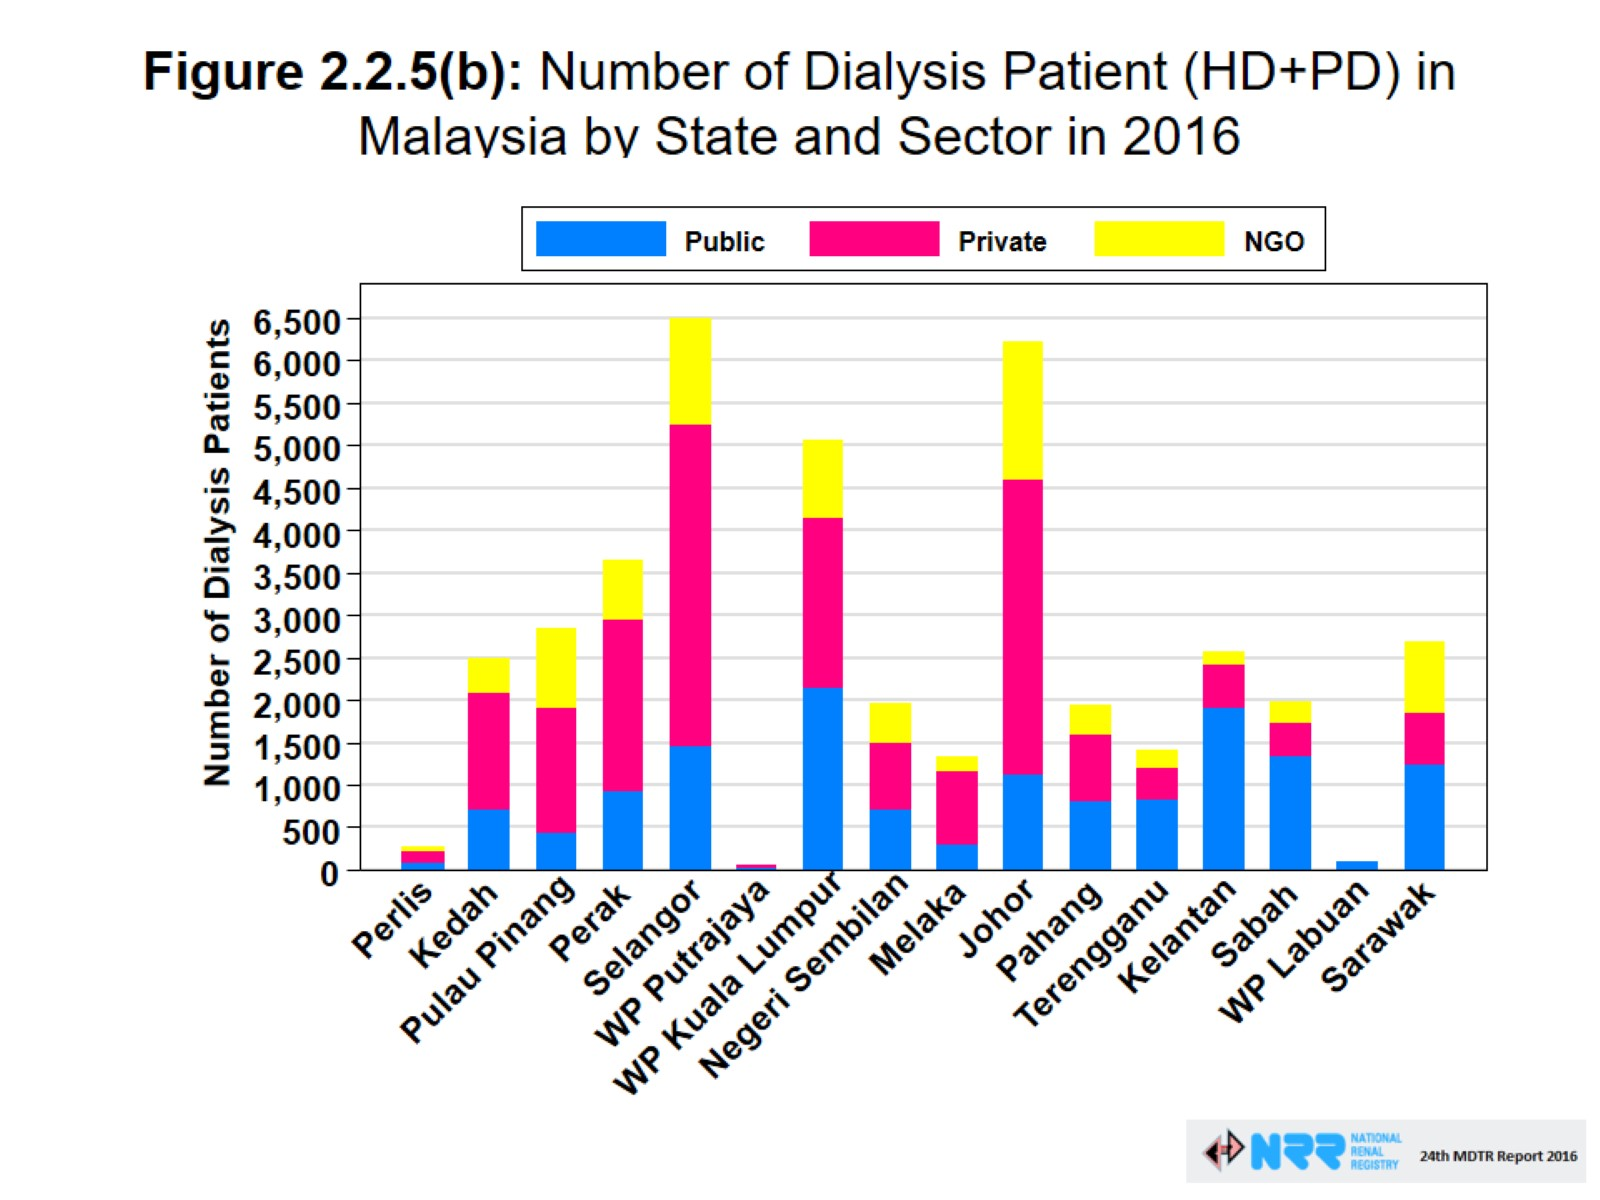 Figure 2.2.5(b): Number of Dialysis Patient (HD+PD) in
Malaysia by State and Sector in 2016
Public Private NGO
Number of Dialysis Patients
6,500
6,000
5,500
5,000
4,500
4,000
3,500
3,000
2,500
2,000
1,500
1,000
500
0
Perlis
Kedah
Pulau Pinang
Perak
Selangor
WP Putrajaya
WP Kuala Lumpur
Negeri Sembilan
Melaka
Johor
Pahang
Terengganu
Kelantan
Sabah
WP Labuan
Sarawak
NRR
NATIONAL
RENAL
REGISTRY
24th MDTR Report 2016